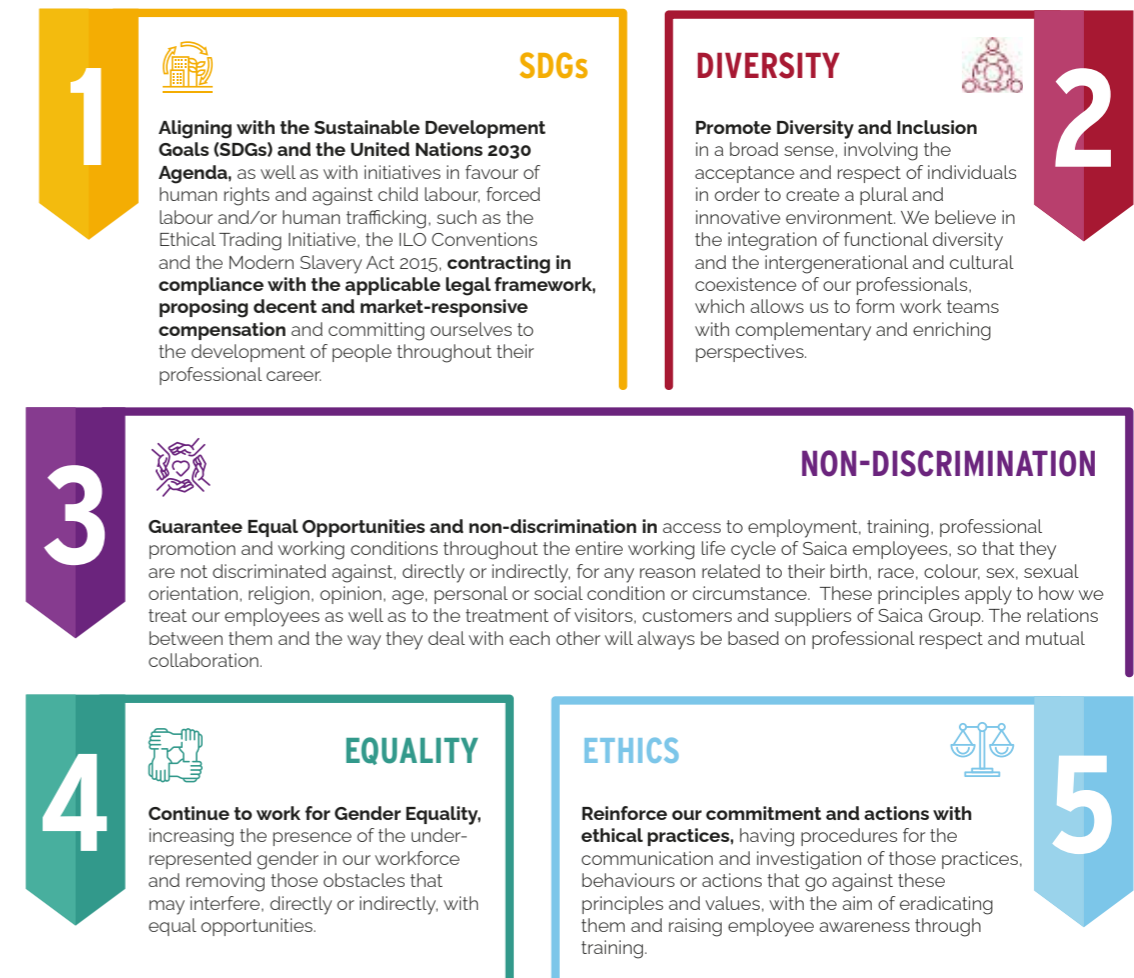 1
SDGs
Aligning with the Sustainable Development
Goals (SDGs) and the United Nations 2030
Agenda, as well as with initiatives in favour of
human rights and against child labour, forced
labour and/or human trafficking, such as the
Ethical Trading Initiative, the ILO Conventions
and the Modern Slavery Act 2015, contracting in
compliance with the applicable legal framework,
proposing decent and market-responsive
compensation and committing ourselves to
the development of people throughout their
professional career.
DIVERSITY
2
Promote Diversity and Inclusion
in a broad sense, involving the
acceptance and respect of individuals
in order to create a plural and
innovative environment. We believe in
the integration of functional diversity
and the intergenerational and cultural
coexistence of our professionals,
which allows us to form work teams
with complementary and enriching
perspectives.
3
NON-DISCRIMINATION
Guarantee Equal Opportunities and non-discrimination in access to employment, training, professional
promotion and working conditions throughout the entire working life cycle of Saica employees, so that they
are not discriminated against, directly or indirectly, for any reason related to their birth, race, colour, sex, sexual
orientation, religion, opinion, age, personal or social condition or circumstance. These principles apply to how we
treat our employees as well as to the treatment of visitors, customers and suppliers of Saica Group. The relations
between them and the way they deal with each other will always be based on professional respect and mutual
collaboration.
4
EQUALITY
Continue to work for Gender Equality,
increasing the presence of the under-
represented gender in our workforce
and removing those obstacles that
may interfere, directly or indirectly, with
equal opportunities.
ETHICS
5
Reinforce our commitment and actions with
ethical practices, having procedures for the
communication and investigation of those practices,
behaviours or actions that go against these
principles and values, with the aim of eradicating
them and raising employee awareness through
training.